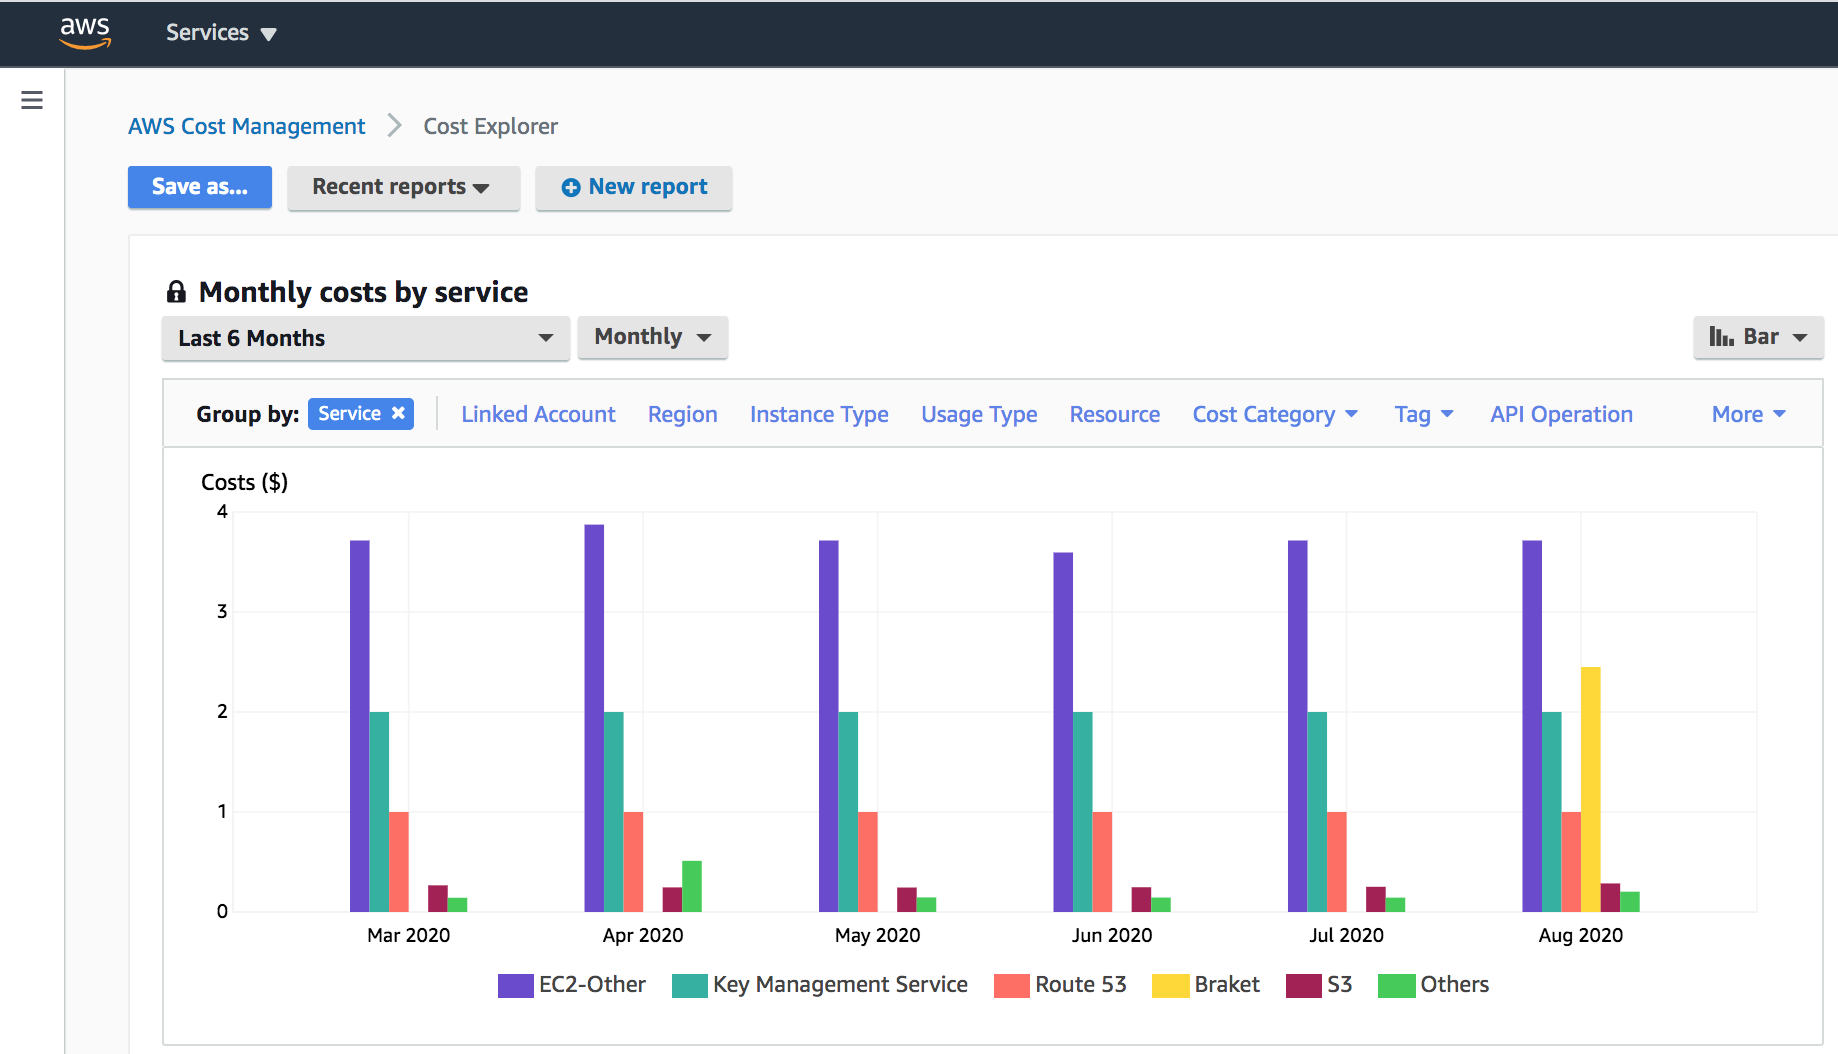 aws Services
AWS Cost Management Cost Explorer
Save as... Recent reports New report
Monthly costs by service
Last 6 Months Monthly Bar
Group by: Service Linked Account Region Instance Type Usage Type Resource Cost Category Tag API Operation More
Costs ($)
4
3
2
1
0
Mar 2020 Apr 2020 May 2020 Jun 2020 Jul 2020 Aug 2020
EC2-Other Key Management Service Route 53 Braket S3 Others